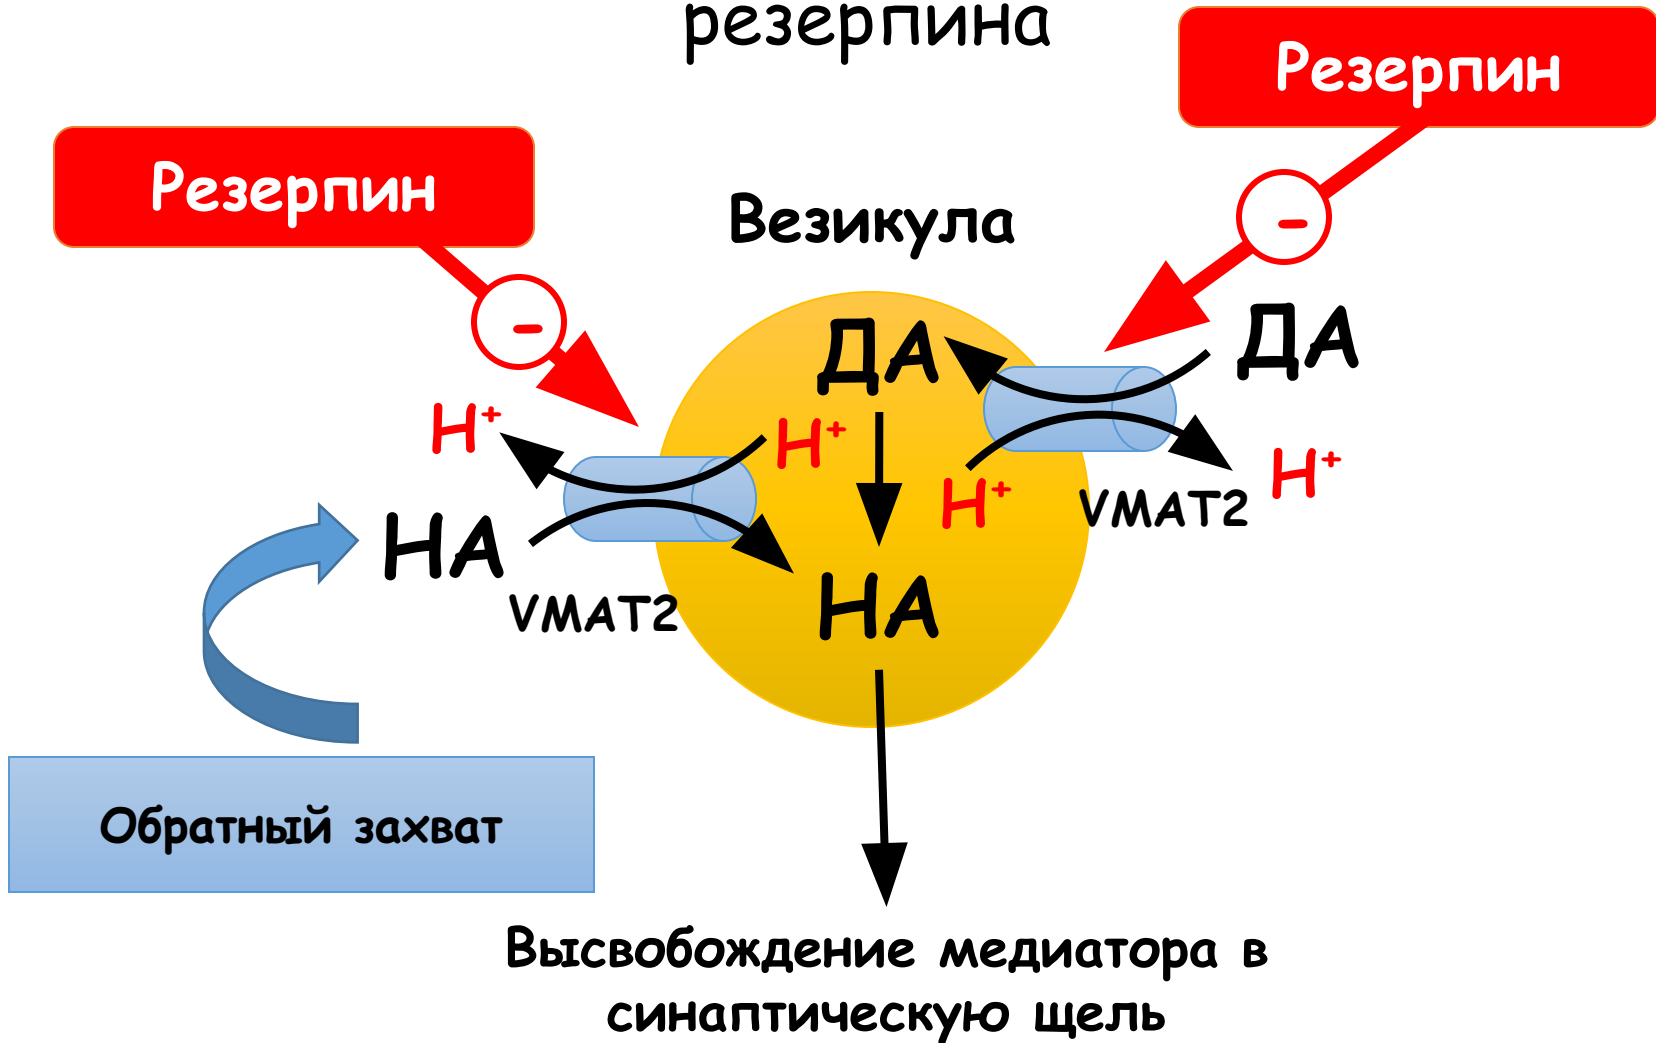 резерпина
Резерпин
Резерпин
-
Везикула
-
ДА
ДА
H⁺
H⁺
H⁺
H⁺
VMAT2
НА
НА
VMAT2
Обратный захват
Высвобождение медиатора в
синаптическую щель